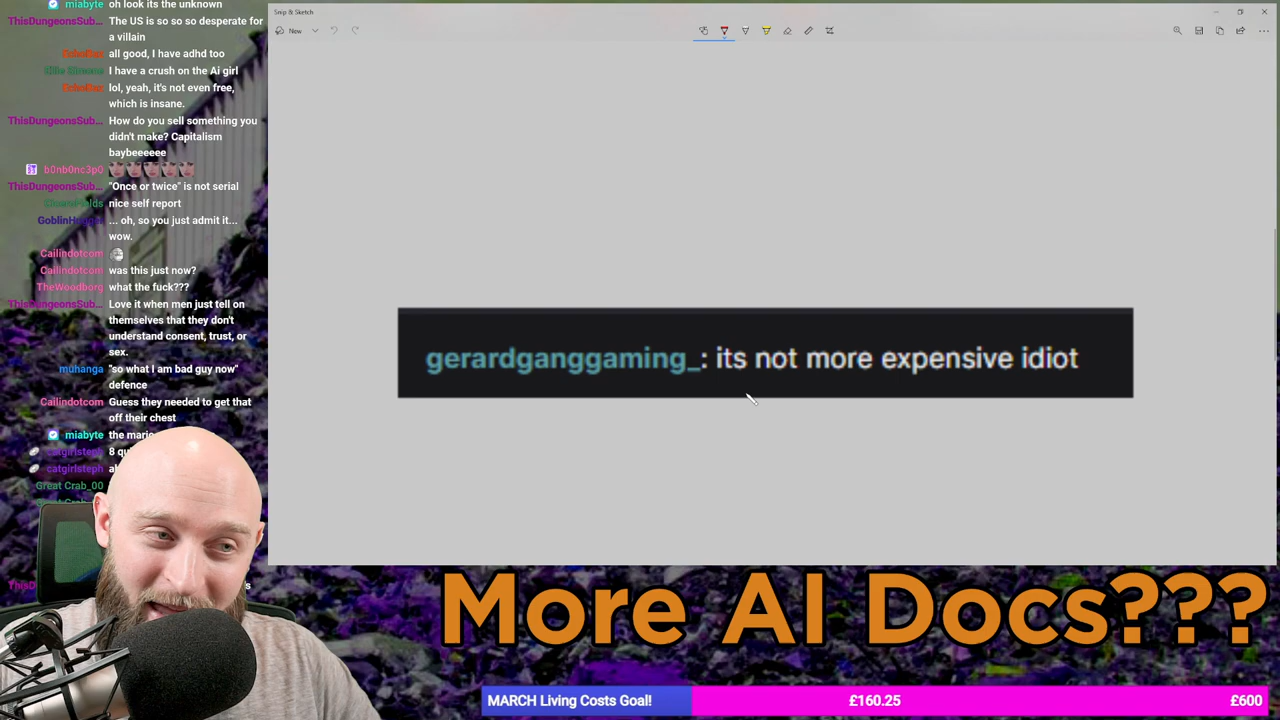 miabyte oh look its the unknown
ThisDungeonsSub... The US is so so so desperate for
a villain
EchoRaz all good, I have adhd too
I have a crush on the Ai girl
EchoRaz lol, yeah, it's not even free,
which is insane.
ThisDungeonsSub... How do you sell something you
didn't make? Capitalism
baybeeeeee
b0nb0nc3p0
ThisDungeonsSub... "Once or twice" is not serial
nice self report
... oh, so you just admit it...
wow.
Cailindotcom
Cailindotcom was this just now?
TheWoodborg what the fuck???
ThisDungeonsSub... Love it when men just tell on
themselves that they don't
understand consent, trust, or
sex.
muhanga "so what I am bad guy now"
defence
Cailindotcom Guess they needed to get that
off their chest
miabyte the mario
catgirlsteph 8
catgirlsteph
Great Crab_00
Snip & Sketch
New
gerardganggaming_: its not more expensive idiot
More AI Docs???
MARCH Living Costs Goal! £160.25 £600